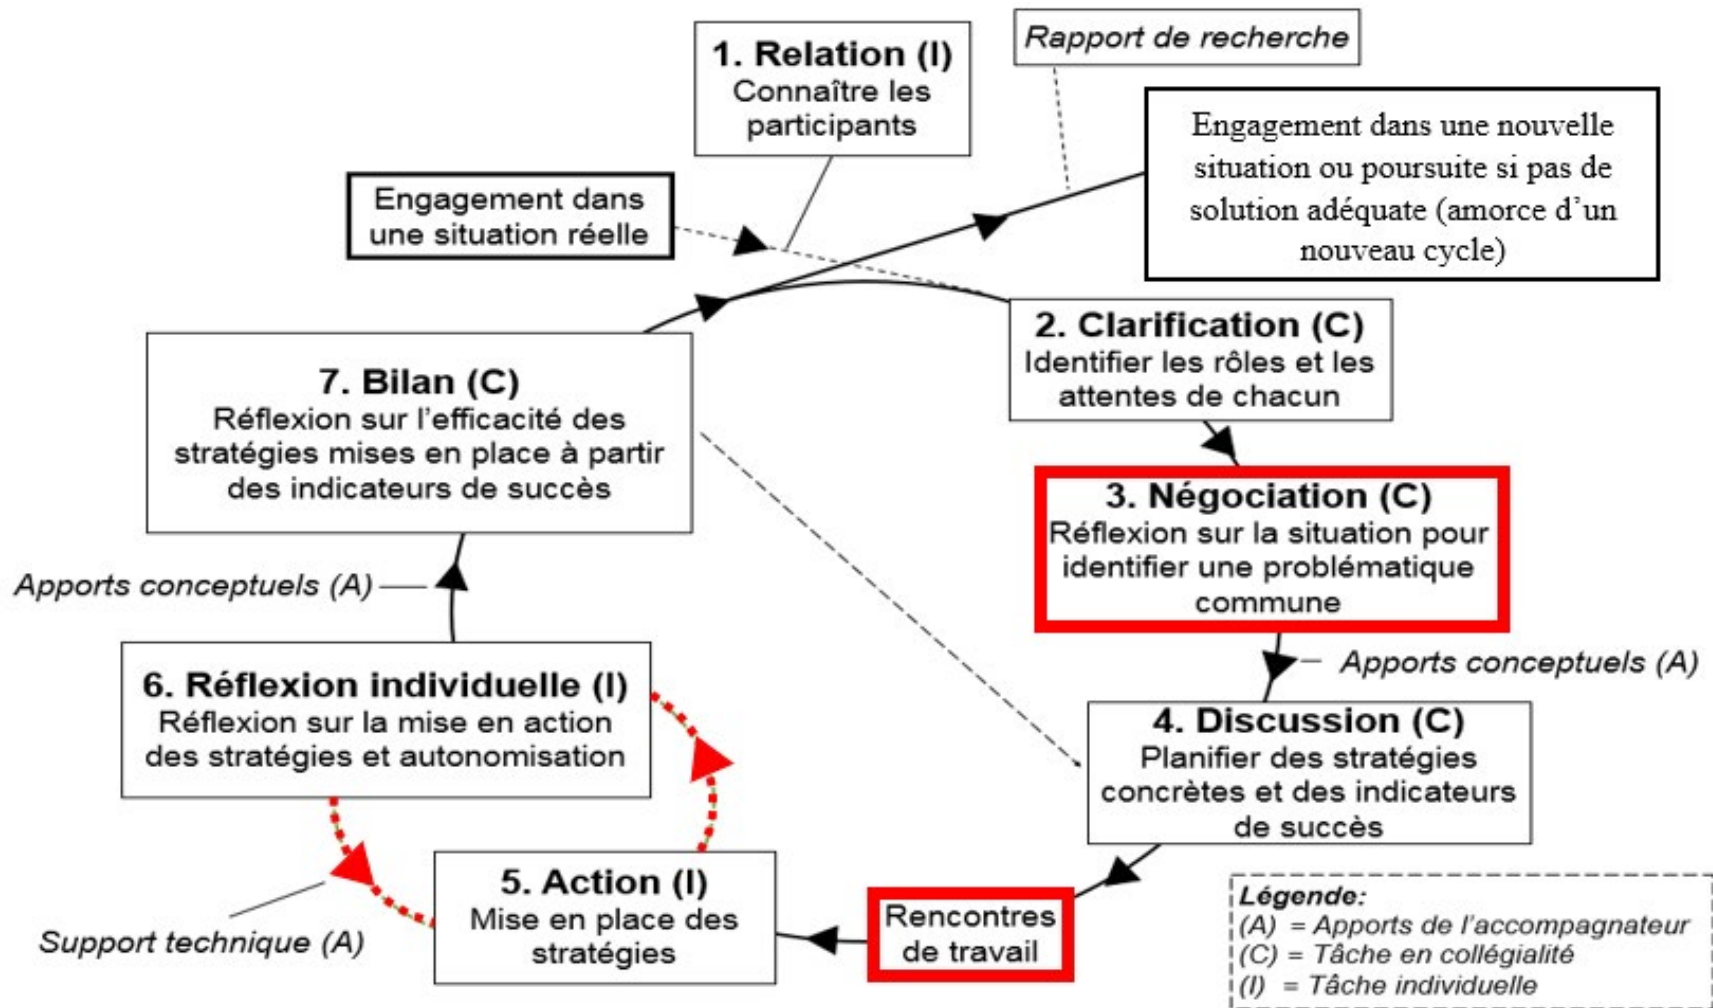 1. Relation (I)
Connaître les
participants
Rapport de recherche
Engagement dans une nouvelle
situation ou poursuite si pas de
solution adéquate (amorce d’un
nouveau cycle)
Engagement dans
une situation réelle
2. Clarification (C)
Identifier les rôles et les
attentes de chacun
3. Négociation (C)
Réflexion sur la situation pour
identifier une problématique
commune
Apports conceptuels (A)
4. Discussion (C)
Planifier des stratégies
concrètes et des indicateurs
de succès
Rencontres
de travail
5. Action (I)
Mise en place des
stratégies
Support technique (A)
6. Réflexion individuelle (I)
Réflexion sur la mise en action
des stratégies et autonomisation
Apports conceptuels (A)
7. Bilan (C)
Réflexion sur l’efficacité des
stratégies mises en place à partir
des indicateurs de succès
Légende:
(A) = Apports de l’accompagnateur
(C) = Tâche en collégialité
(I) = Tâche individuelle